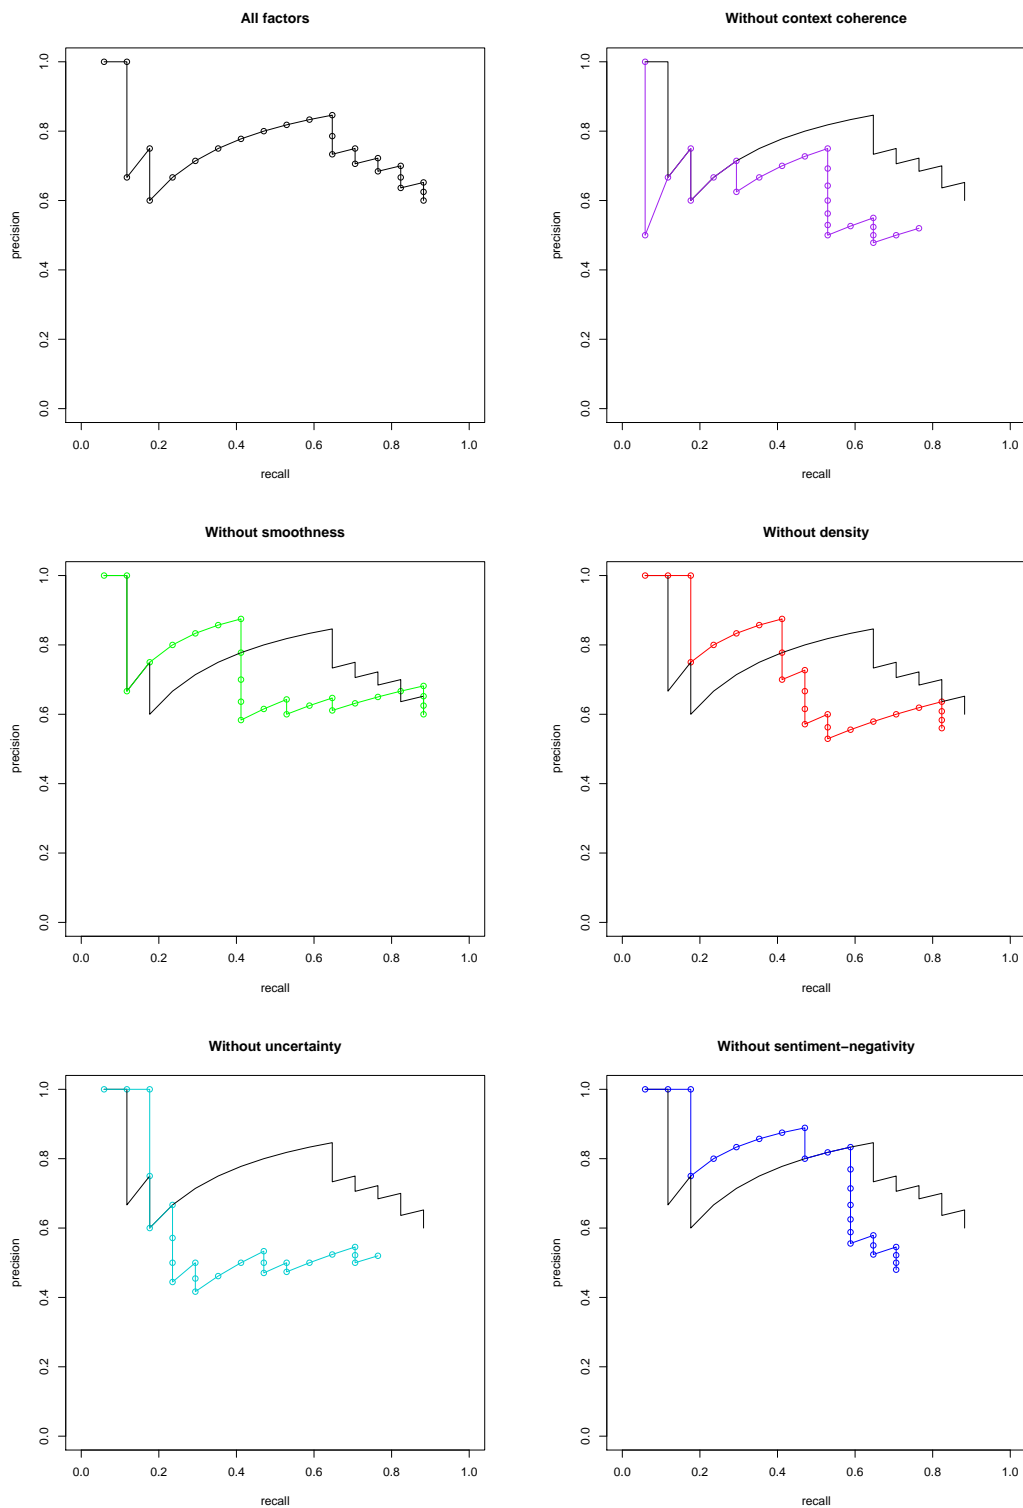 All factors
precision
0.0 0.2 0.4 0.6 0.8 1.0
0.0 0.2 0.4 0.6 0.8 1.0
recall
Without context coherence
precision
0.0 0.2 0.4 0.6 0.8 1.0
0.0 0.2 0.4 0.6 0.8 1.0
recall
Without smoothness
precision
0.0 0.2 0.4 0.6 0.8 1.0
0.0 0.2 0.4 0.6 0.8 1.0
recall
Without density
precision
0.0 0.2 0.4 0.6 0.8 1.0
0.0 0.2 0.4 0.6 0.8 1.0
recall
Without uncertainty
precision
0.0 0.2 0.4 0.6 0.8 1.0
0.0 0.2 0.4 0.6 0.8 1.0
recall
Without sentiment−negativity
precision
0.0 0.2 0.4 0.6 0.8 1.0
0.0 0.2 0.4 0.6 0.8 1.0
recall